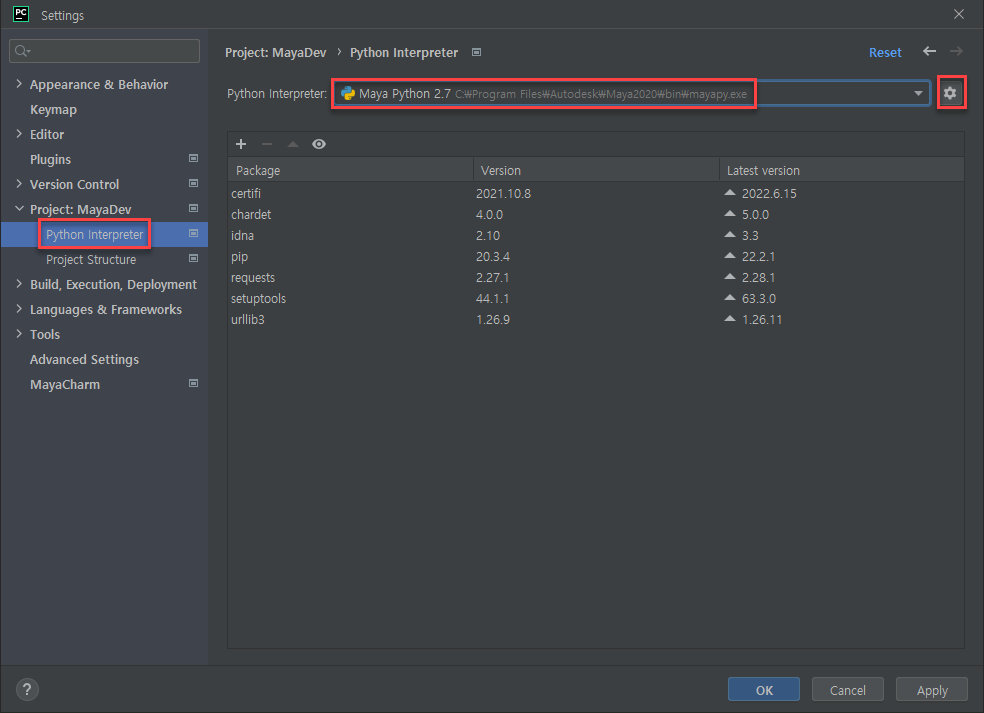 PC Settings
Project: MayaDev › Python Interpreter Reset
Python Interpreter: Maya Python 2.7 C:₩Program Files₩Autodesk₩Maya2020₩bin₩mayapy.exe
Appearance & Behavior
Keymap
Editor
Plugins
Version Control
Project: MayaDev
Python Interpreter
Project Structure
Build, Execution, Deployment
Languages & Frameworks
Tools
Advanced Settings
MayaCharm
Package Version Latest version
certifi 2021.10.8 2022.6.15
chardet 4.0.0 5.0.0
idna 2.10 3.3
pip 20.3.4 22.2.1
requests 2.27.1 2.28.1
setuptools 44.1.1 63.3.0
urllib3 1.26.9 1.26.11
? OK Cancel Apply